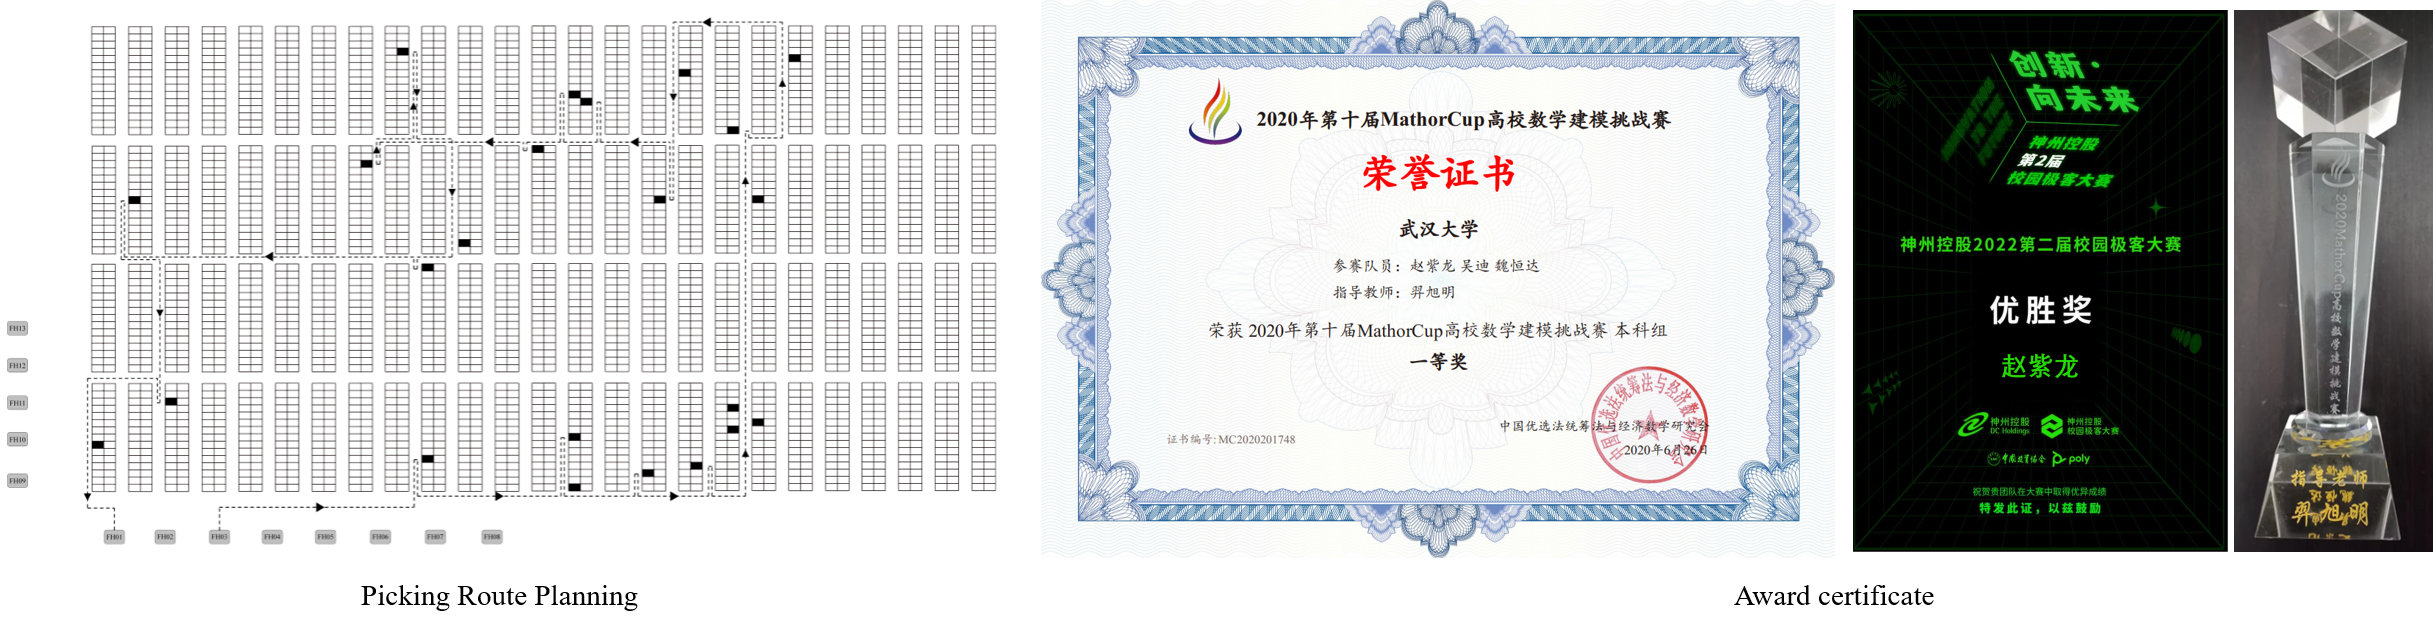 FH13
FH12
FH11
FH10
FH09
FH01 FH02 FH03 FH04 FH05 FH06 FH07 FH08
Picking Route Planning
2020年第十届MathorCup高校数学建模挑战赛
荣誉证书
武汉大学
参赛队员：赵紫龙 吴迪 魏恒达
指导教师：羿旭明
荣获 2020年第十届MathorCup高校数学建模挑战赛 本科组
一等奖
中国优选法统筹法与经济数学研究会
证书编号: MC2020201748
2020年6月26日
创新·
向未来
神州控股
第2届
校园极客大赛
神州控股2022第二届校园极客大赛
优胜奖
赵紫龙
神州控股
DC Holdings
神州控股
校园极客大赛
poly
祝贺贵团队在大赛中取得优异成绩
特发此证，以兹鼓励
2020MathorCup高校数学建模挑战赛
指导老师
羿旭明
Award certificate